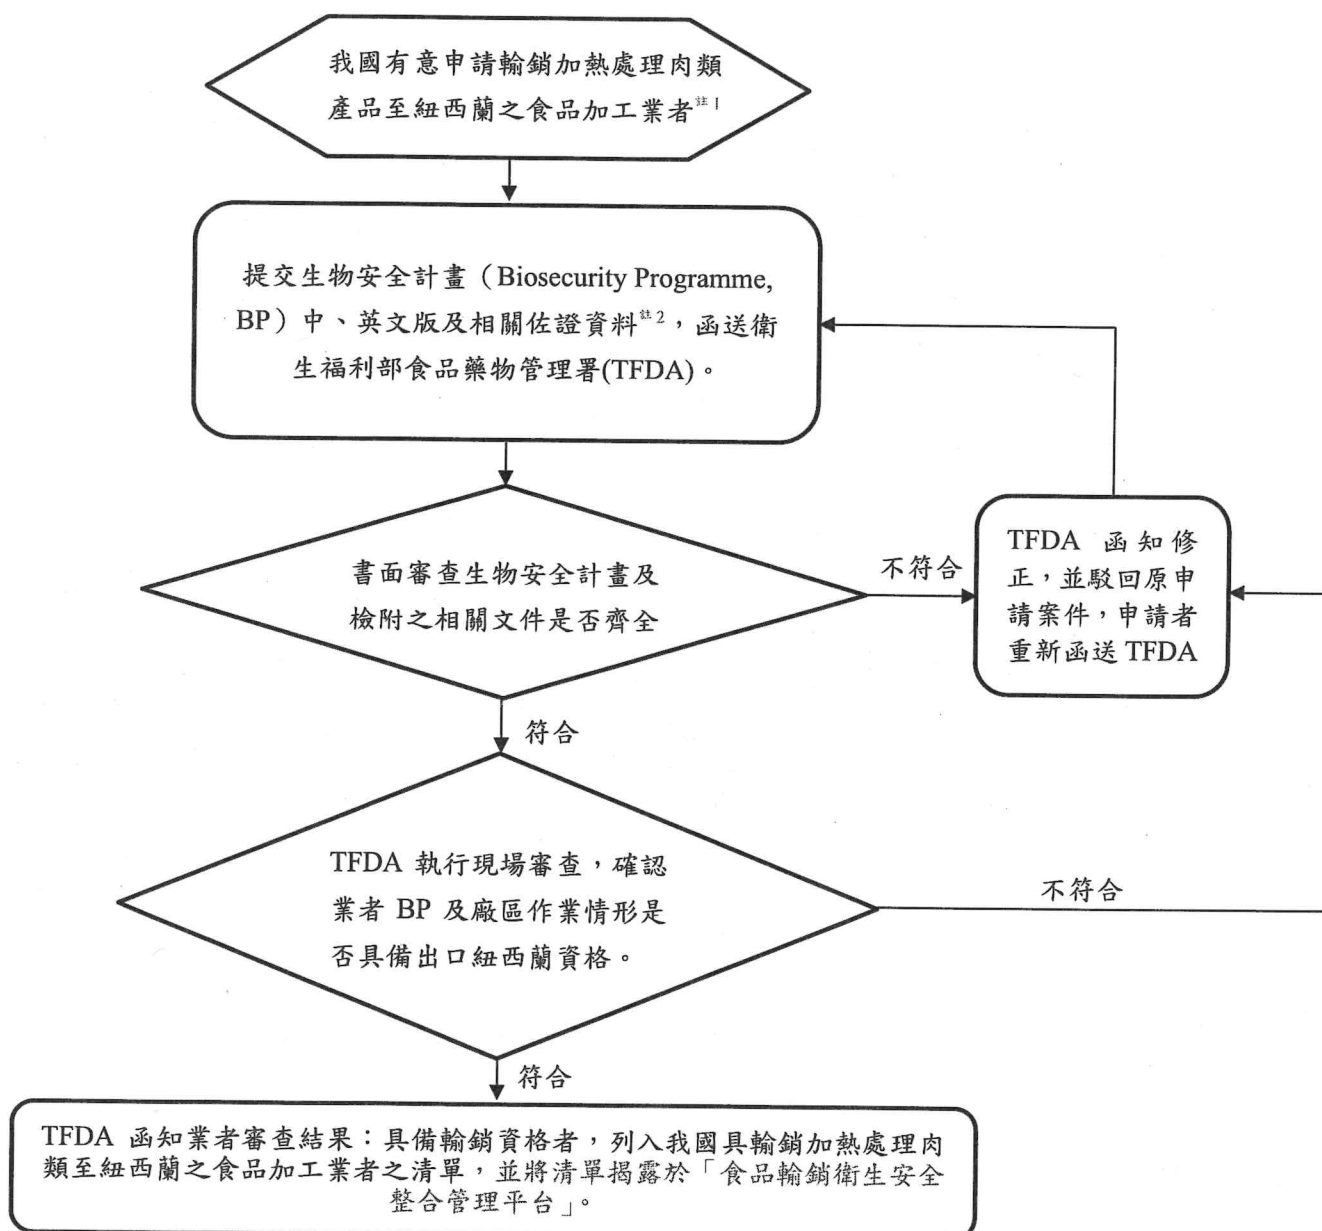 我國有意申請輸銷加熱處理肉類
產品至紐西蘭之食品加工業者註1
提交生物安全計畫（Biosecurity Programme,
BP）中、英文版及相關佐證資料註2，函送衛
生福利部食品藥物管理署(TFDA)。
書面審查生物安全計畫及
檢附之相關文件是否齊全
不符合
TFDA 函知修
正，並駁回原申
請案件，申請者
重新函送 TFDA
符合
TFDA 執行現場審查，確認
業者 BP 及廠區作業情形是
否具備出口紐西蘭資格。
不符合
符合
TFDA 函知業者審查結果：具備輸銷資格者，列入我國具輸銷加熱處理肉
類至紐西蘭之食品加工業者之清單，並將清單揭露於「食品輸銷衛生安全
整合管理平台」。